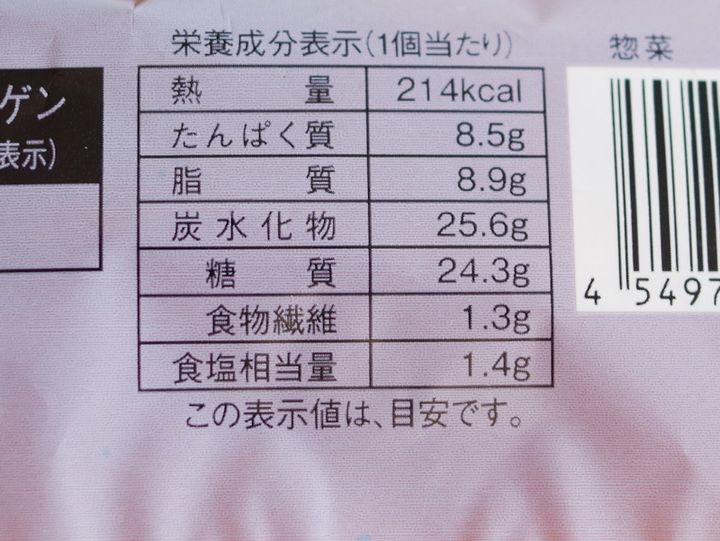 栄養成分表示(1個当たり)
熱量 214kcal
たんぱく質 8.5g
脂質 8.9g
炭水化物 25.6g
糖質 24.3g
食物繊維 1.3g
食塩相当量 1.4g
この表示値は、目安です。
ゲン
表示)
惣菜
4 5497